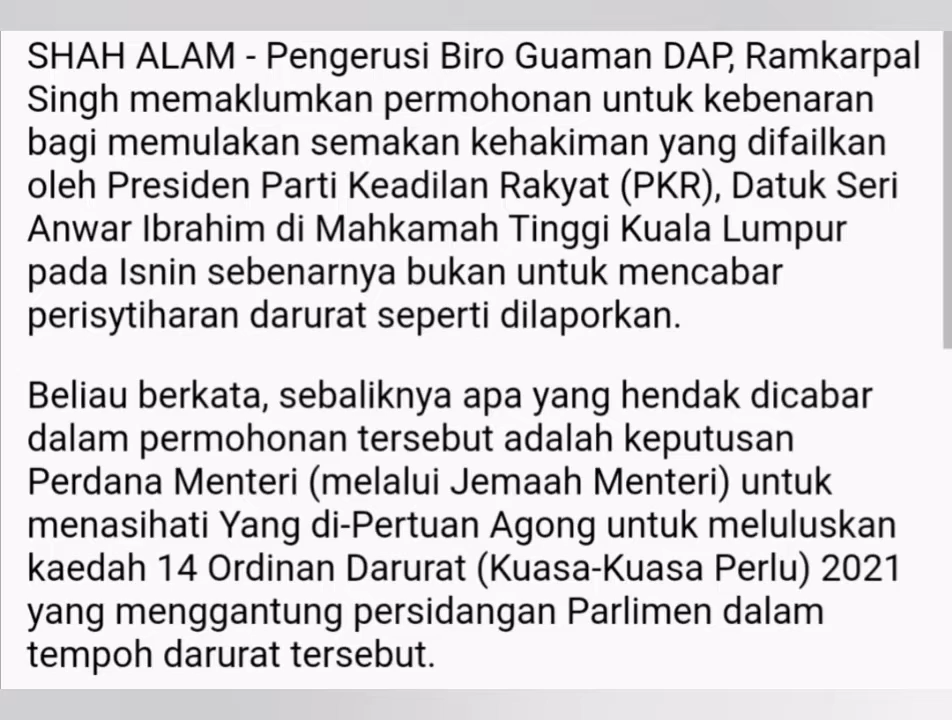 SHAH ALAM - Pengerusi Biro Guaman DAP, Ramkarpal
Singh memaklumkan permohonan untuk kebenaran
bagi memulakan semakan kehakiman yang difailkan
oleh Presiden Parti Keadilan Rakyat (PKR), Datuk Seri
Anwar Ibrahim di Mahkamah Tinggi Kuala Lumpur
pada Isnin sebenarnya bukan untuk mencabar
perisytiharan darurat seperti dilaporkan.
Beliau berkata, sebaliknya apa yang hendak dicabar
dalam permohonan tersebut adalah keputusan
Perdana Menteri (melalui Jemaah Menteri) untuk
menasihati Yang di-Pertuan Agong untuk meluluskan
kaedah 14 Ordinan Darurat (Kuasa-Kuasa Perlu) 2021
yang menggantung persidangan Parlimen dalam
tempoh darurat tersebut.